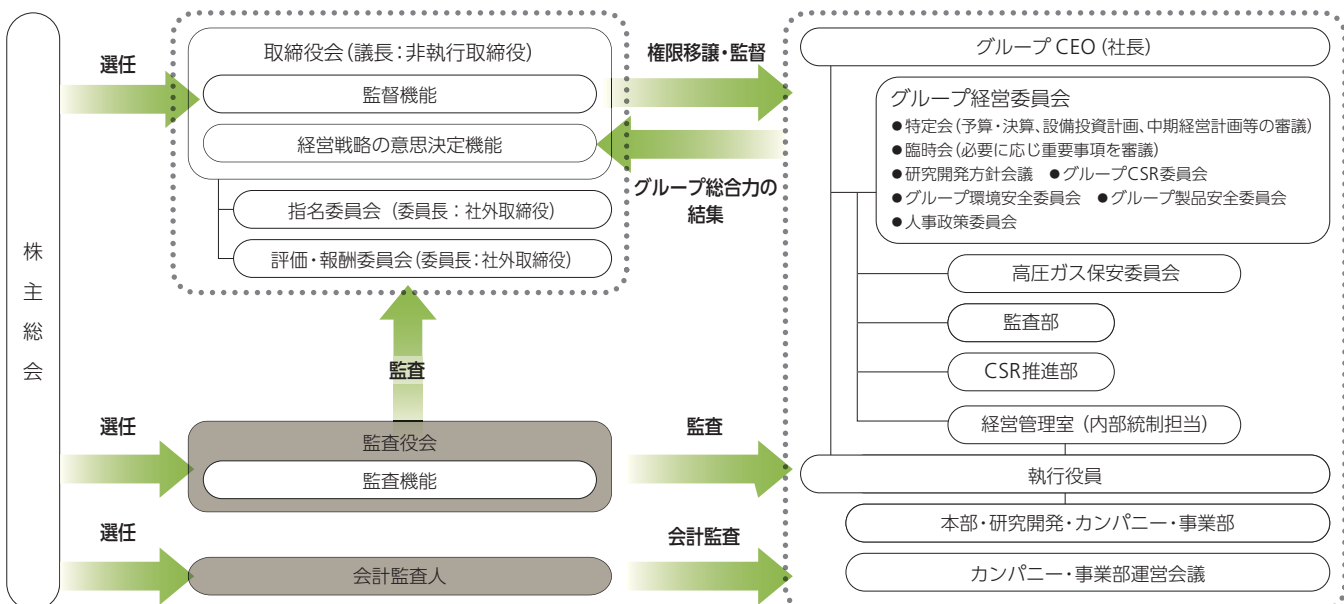 株主総会
選任
取締役会（議長：非執行取締役）
監督機能
経営戦略の意思決定機能
指名委員会（委員長：社外取締役）
評価・報酬委員会（委員長：社外取締役）
権限移譲・監督
グループ総合力の
結集
監査
選任
監査役会
監査機能
監査
選任
会計監査人
会計監査
グループ CEO（社長）
グループ経営委員会
●特定会（予算・決算、設備投資計画、中期経営計画等の審議）
●臨時会（必要に応じ重要事項を審議）
●研究開発方針会議 ●グループCSR委員会
●グループ環境安全委員会 ●グループ製品安全委員会
●人事政策委員会
高圧ガス保安委員会
監査部
CSR推進部
経営管理室（内部統制担当）
執行役員
本部・研究開発・カンパニー・事業部
カンパニー・事業部運営会議